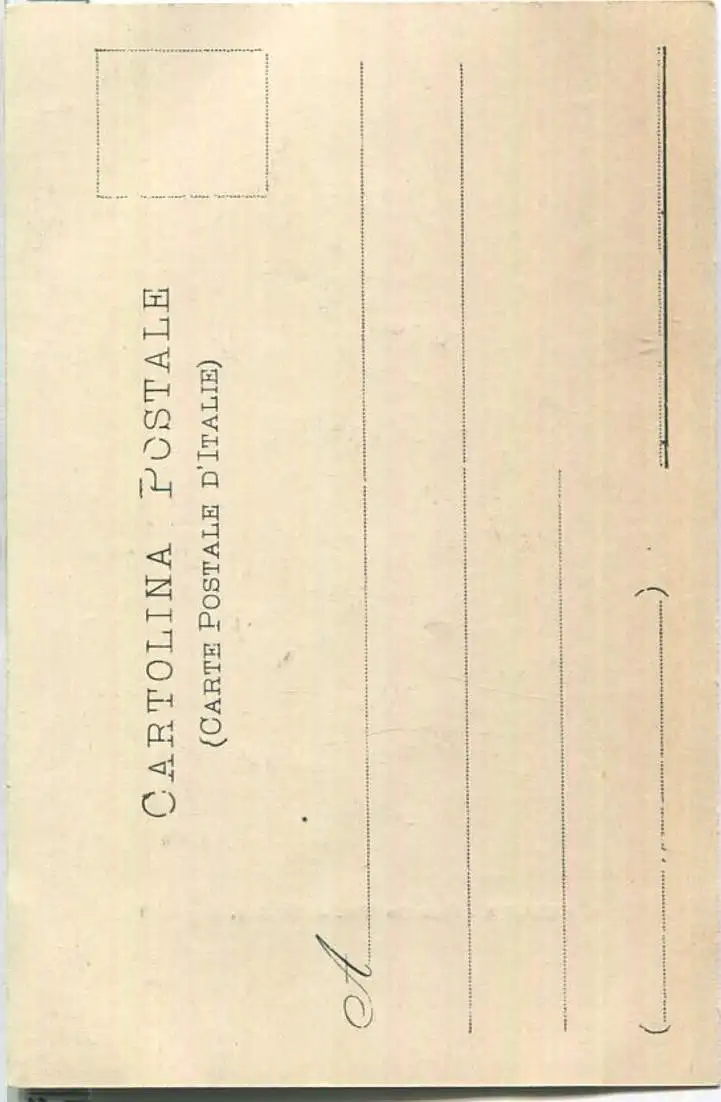 CARTOLINA POSTALE
(CARTE POSTALE D'ITALIE)
A
( )